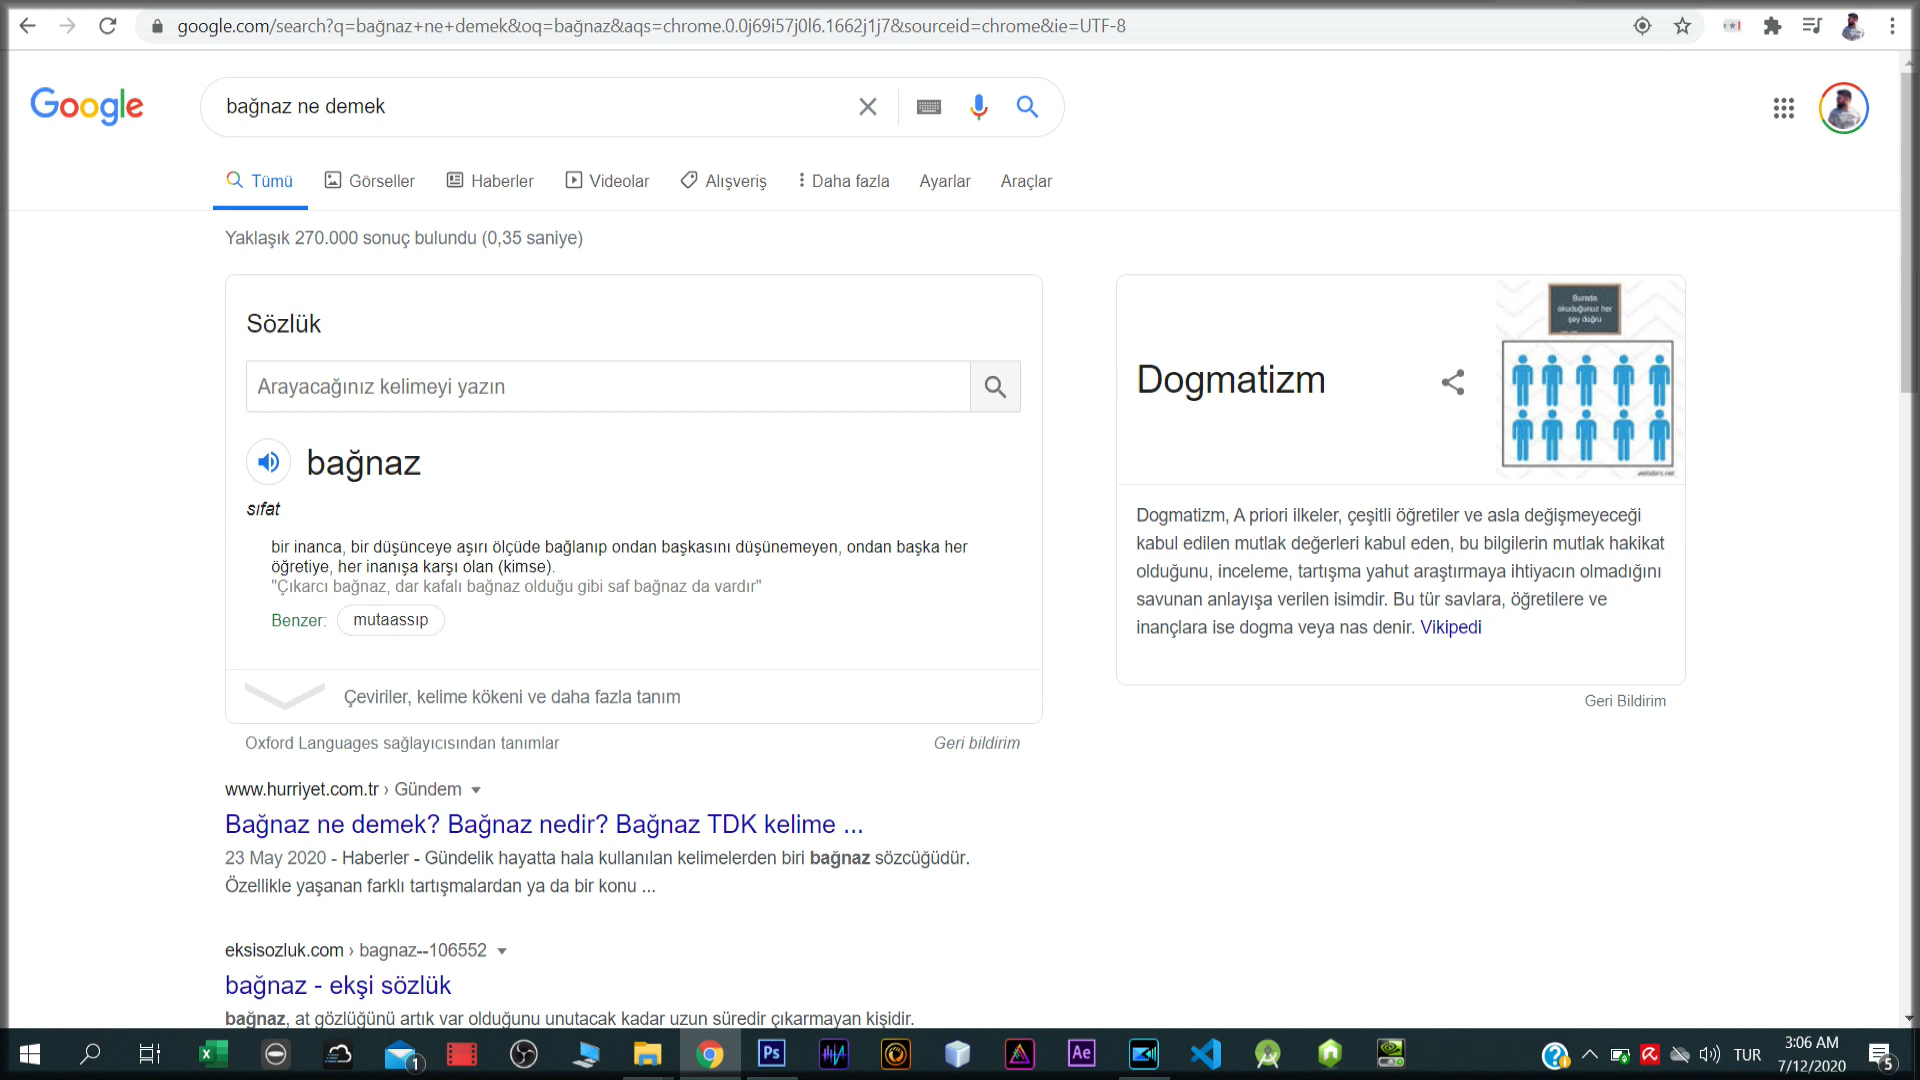 google.com/search?q=bağnaz+ne+demek&oq=bağnaz&aqs=chrome.0.0j69i57j0l6.1662j1j7&sourceid=chrome&ie=UTF-8
Google
bağnaz ne demek
Tümü Görseller Haberler Videolar Alışveriş Daha fazla Ayarlar Araçlar
Yaklaşık 270.000 sonuç bulundu (0,35 saniye)
Sözlük
Arayacağınız kelimeyi yazın
bağnaz
sıfat
bir inanca, bir düşünceye aşırı ölçüde bağlanıp ondan başkasını düşünemeyen, ondan başka her
öğretiye, her inanışa karşı olan (kimse).
"Çıkarcı bağnaz, dar kafalı bağnaz olduğu gibi saf bağnaz da vardır"
Benzer: mutaassıp
Çeviriler, kelime kökeni ve daha fazla tanım
Oxford Languages sağlayıcısından tanımlar
Geri bildirim
Burada
okuduğunuz her
şey doğru
Dogmatizm
Dogmatizm, A priori ilkeler, çeşitli öğretiler ve asla değişmeyeceği
kabul edilen mutlak değerleri kabul eden, bu bilgilerin mutlak hakikat
olduğunu, inceleme, tartışma yahut araştırmaya ihtiyacın olmadığını
savunan anlayışa verilen isimdir. Bu tür savlara, öğretilere ve
inançlara ise dogma veya nas denir. Vikipedi
Geri Bildirim
www.hurriyet.com.tr › Gündem
Bağnaz ne demek? Bağnaz nedir? Bağnaz TDK kelime ...
23 May 2020 - Haberler - Gündelik hayatta hala kullanılan kelimelerden biri bağnaz sözcüğüdür.
Özellikle yaşanan farklı tartışmalardan ya da bir konu ...
eksisozluk.com › bagnaz--106552
bağnaz - ekşi sözlük
bağnaz, at gözlüğünü artık var olduğunu unutacak kadar uzun süredir çıkarmayan kişidir.
1
Ps
Ae
TUR
3:06 AM
7/12/2020
5